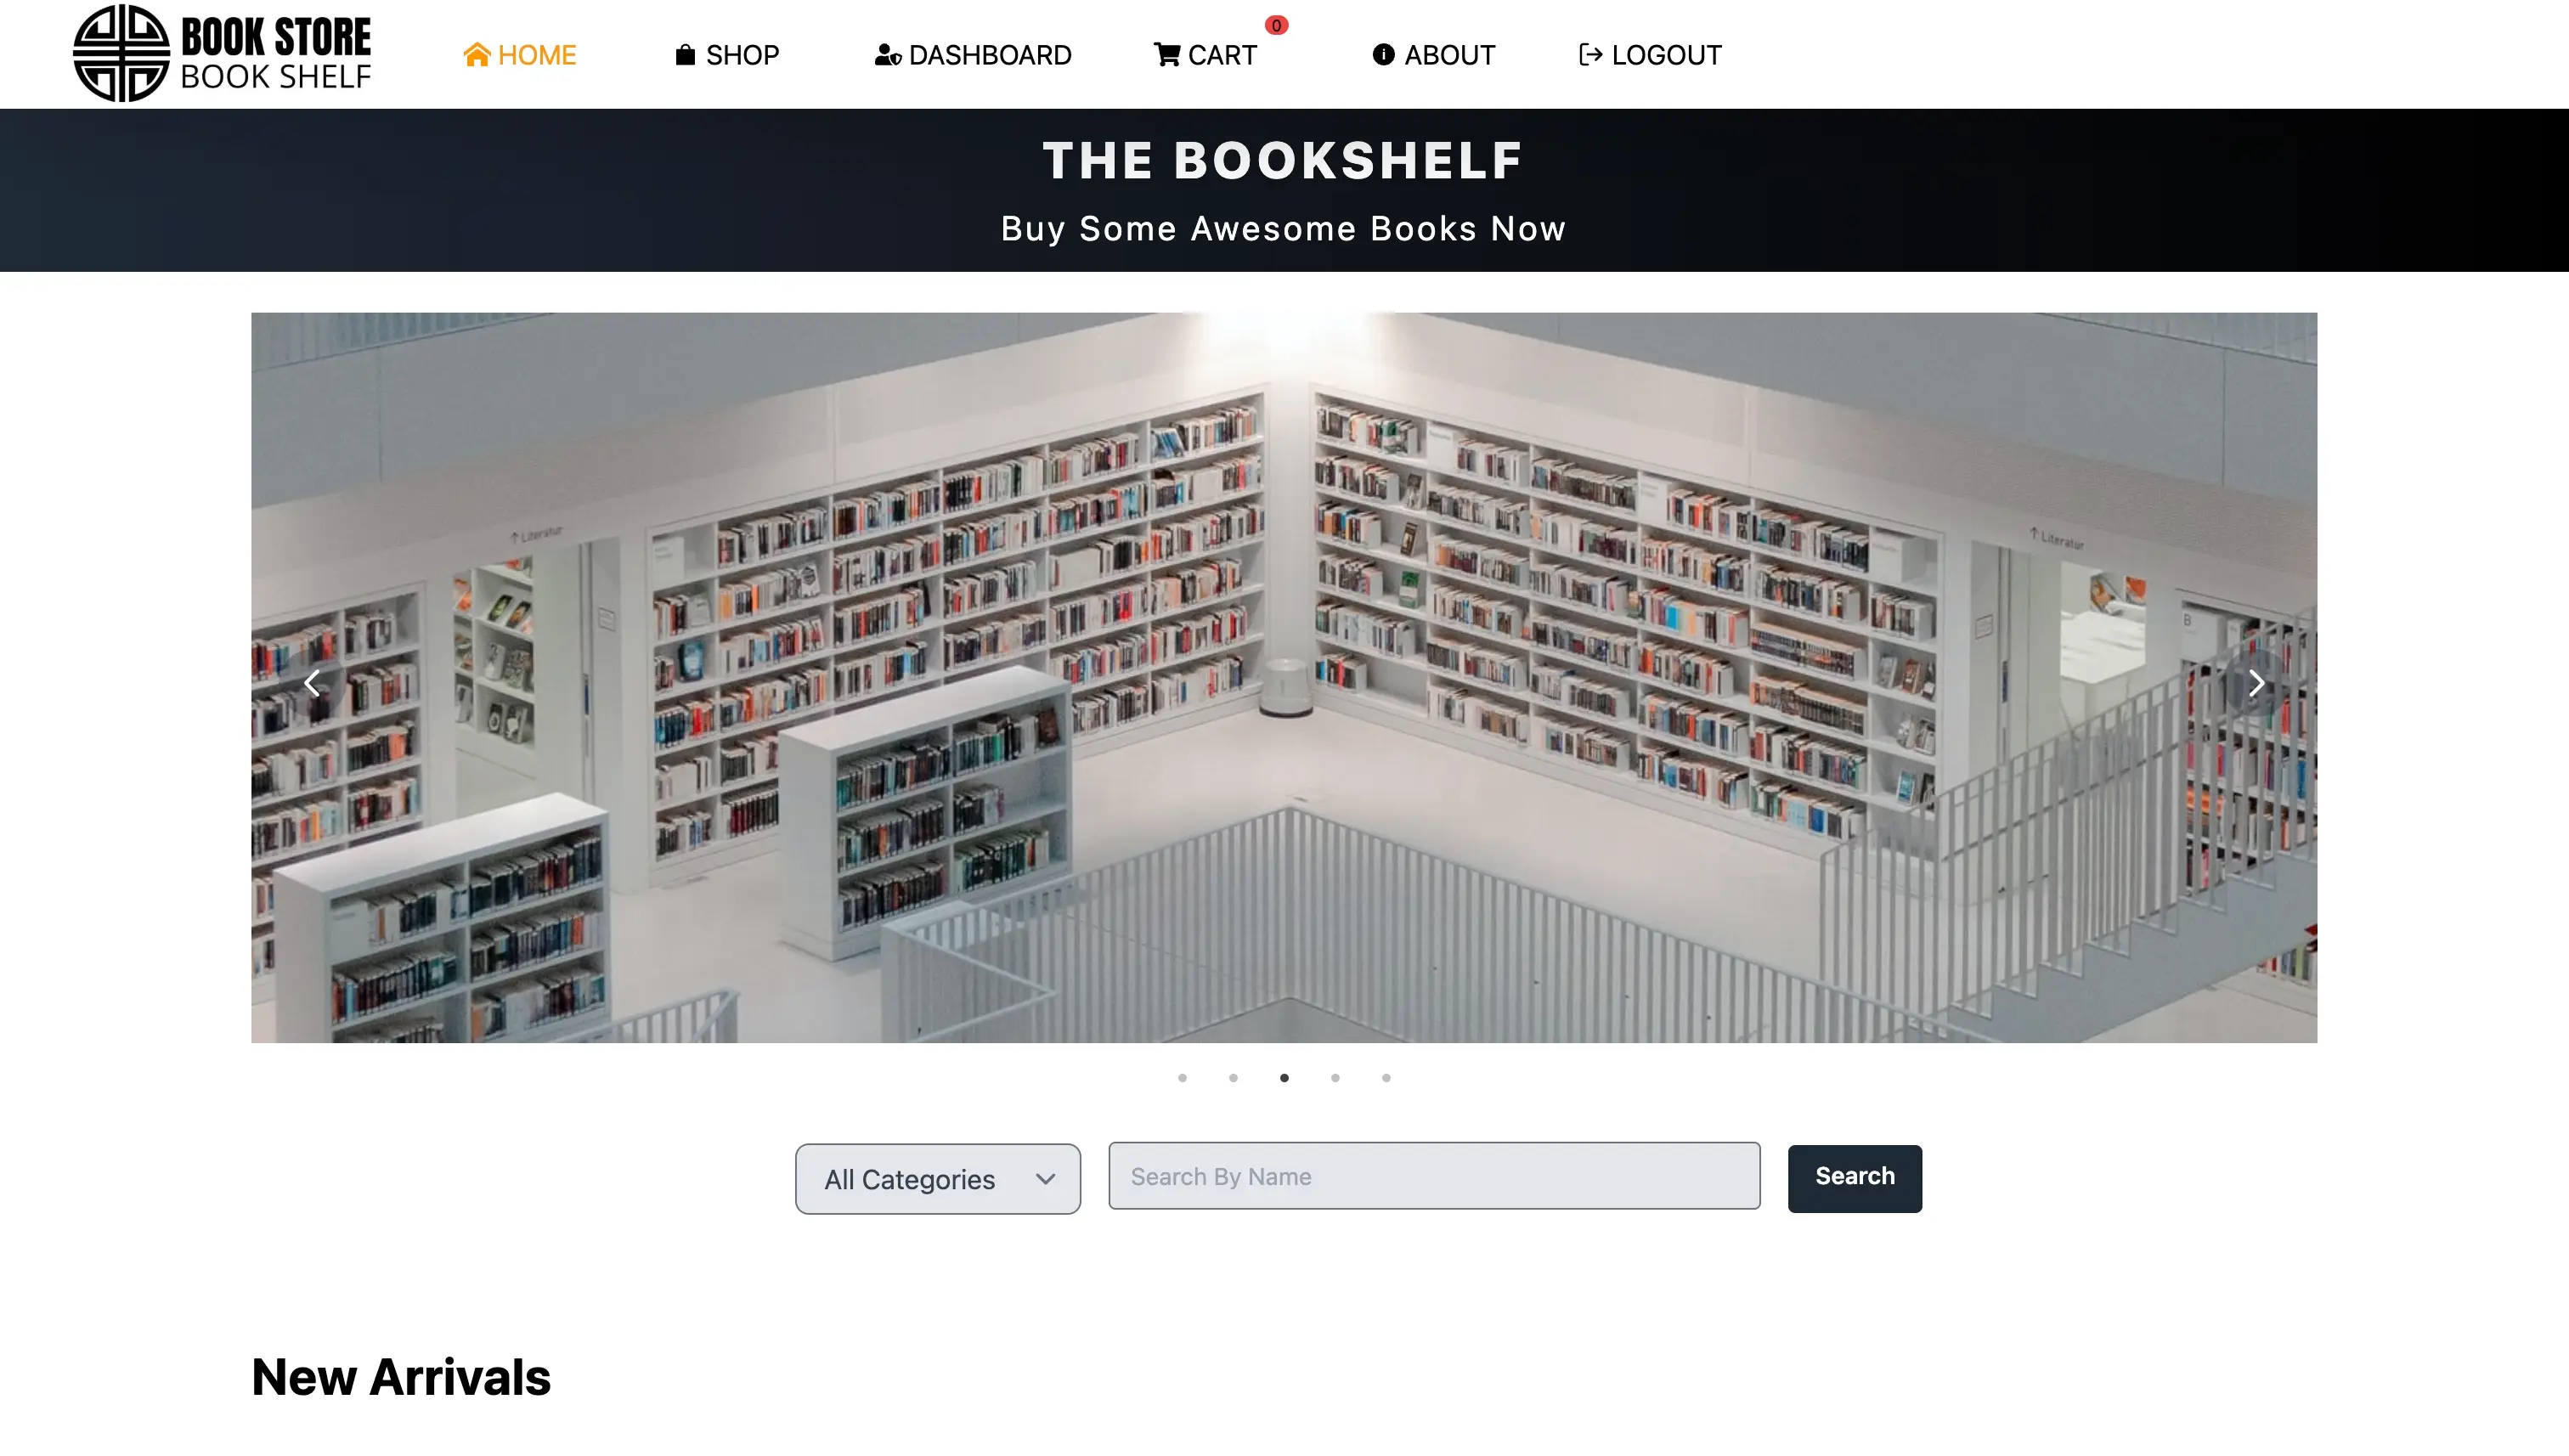 BOOK STORE
BOOK SHELF
HOME
SHOP
DASHBOARD
CART
0
ABOUT
LOGOUT
THE BOOKSHELF
Buy Some Awesome Books Now
↑ Literatur
↑ Literatur
B
All Categories
Search By Name
Search
New Arrivals